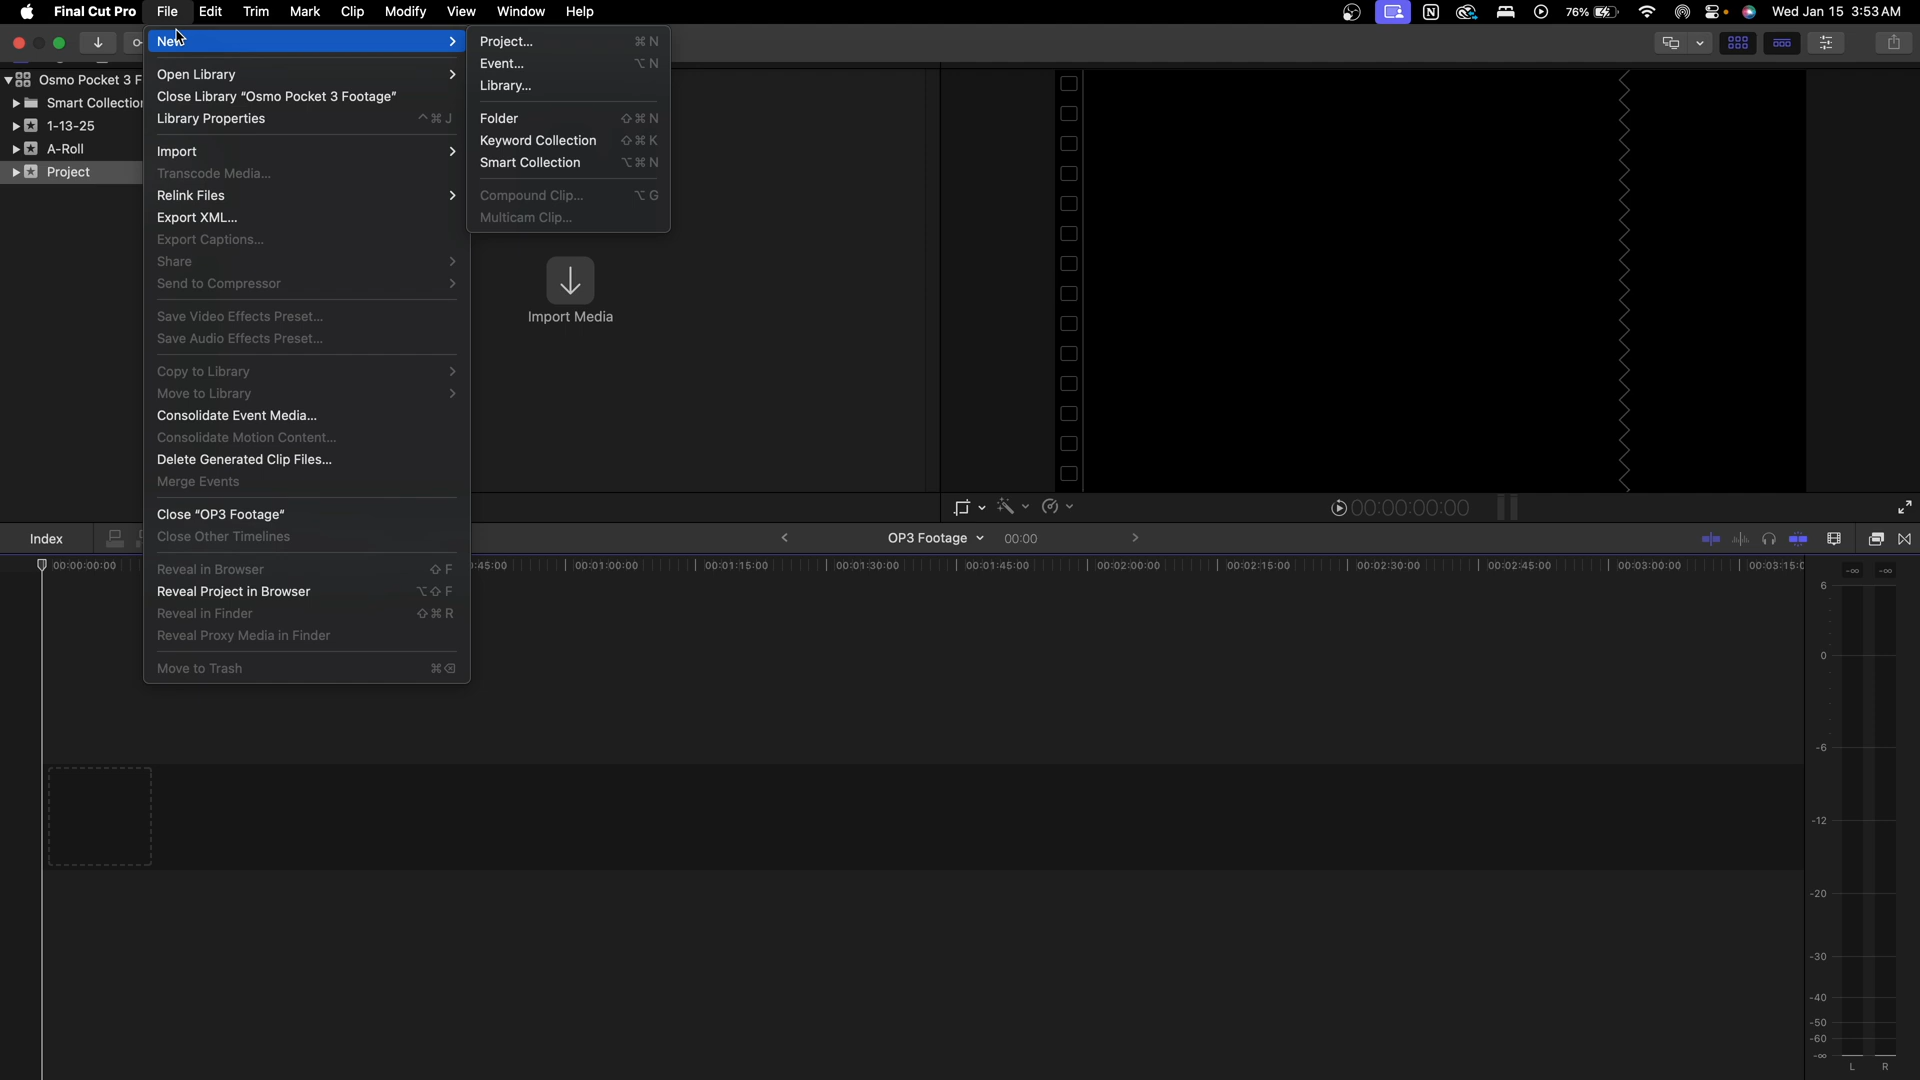 Final Cut Pro File Edit Trim Mark Clip Modify View Window Help 76% Wed Jan 15 3:53 AM
New
Open Library
Close Library “Osmo Pocket 3 Footage”
Library Properties ^⌘J
Import
Transcode Media...
Relink Files
Export XML...
Export Captions...
Share
Send to Compressor
Save Video Effects Preset...
Save Audio Effects Preset...
Copy to Library
Move to Library
Consolidate Event Media...
Consolidate Motion Content...
Delete Generated Clip Files...
Merge Events
Close “OP3 Footage”
Close Other Timelines
Reveal in Browser ⇧F
Reveal Project in Browser ⌥⇧F
Reveal in Finder ⇧⌘R
Reveal Proxy Media in Finder
Move to Trash ⌘⌫
Project... ⌘N
Event... ⌥N
Library...
Folder ⇧⌘N
Keyword Collection ⇧⌘K
Smart Collection ⌥⌘N
Compound Clip... ⌥G
Multicam Clip...
Osmo Pocket 3 F
Smart Collection
1-13-25
A-Roll
Project
Import Media
00:00:00:00
Index
OP3 Footage 00:00
00:00:00:00 :45:00 00:01:00:00 00:01:15:00 00:01:30:00 00:01:45:00 00:02:00:00 00:02:15:00 00:02:30:00 00:02:45:00 00:03:00:00 00:03:15:0
-∞ -∞
6
0
-6
-12
-20
-30
-40
-50
-60
-∞
L R